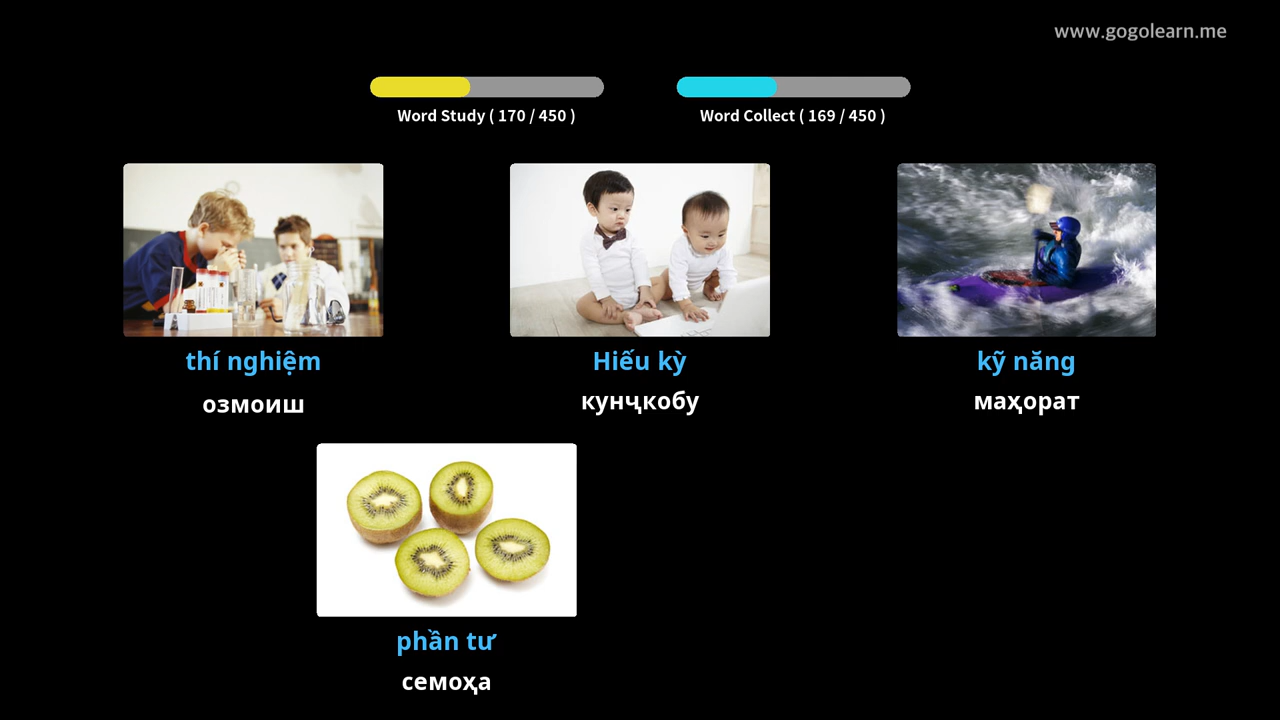 www.gogolearn.me
Word Study ( 170 / 450 )
Word Collect ( 169 / 450 )
thí nghiệm
озмоиш
Hiếu kỳ
кунҷкобу
kỹ năng
маҳорат
phần tư
семоҳа